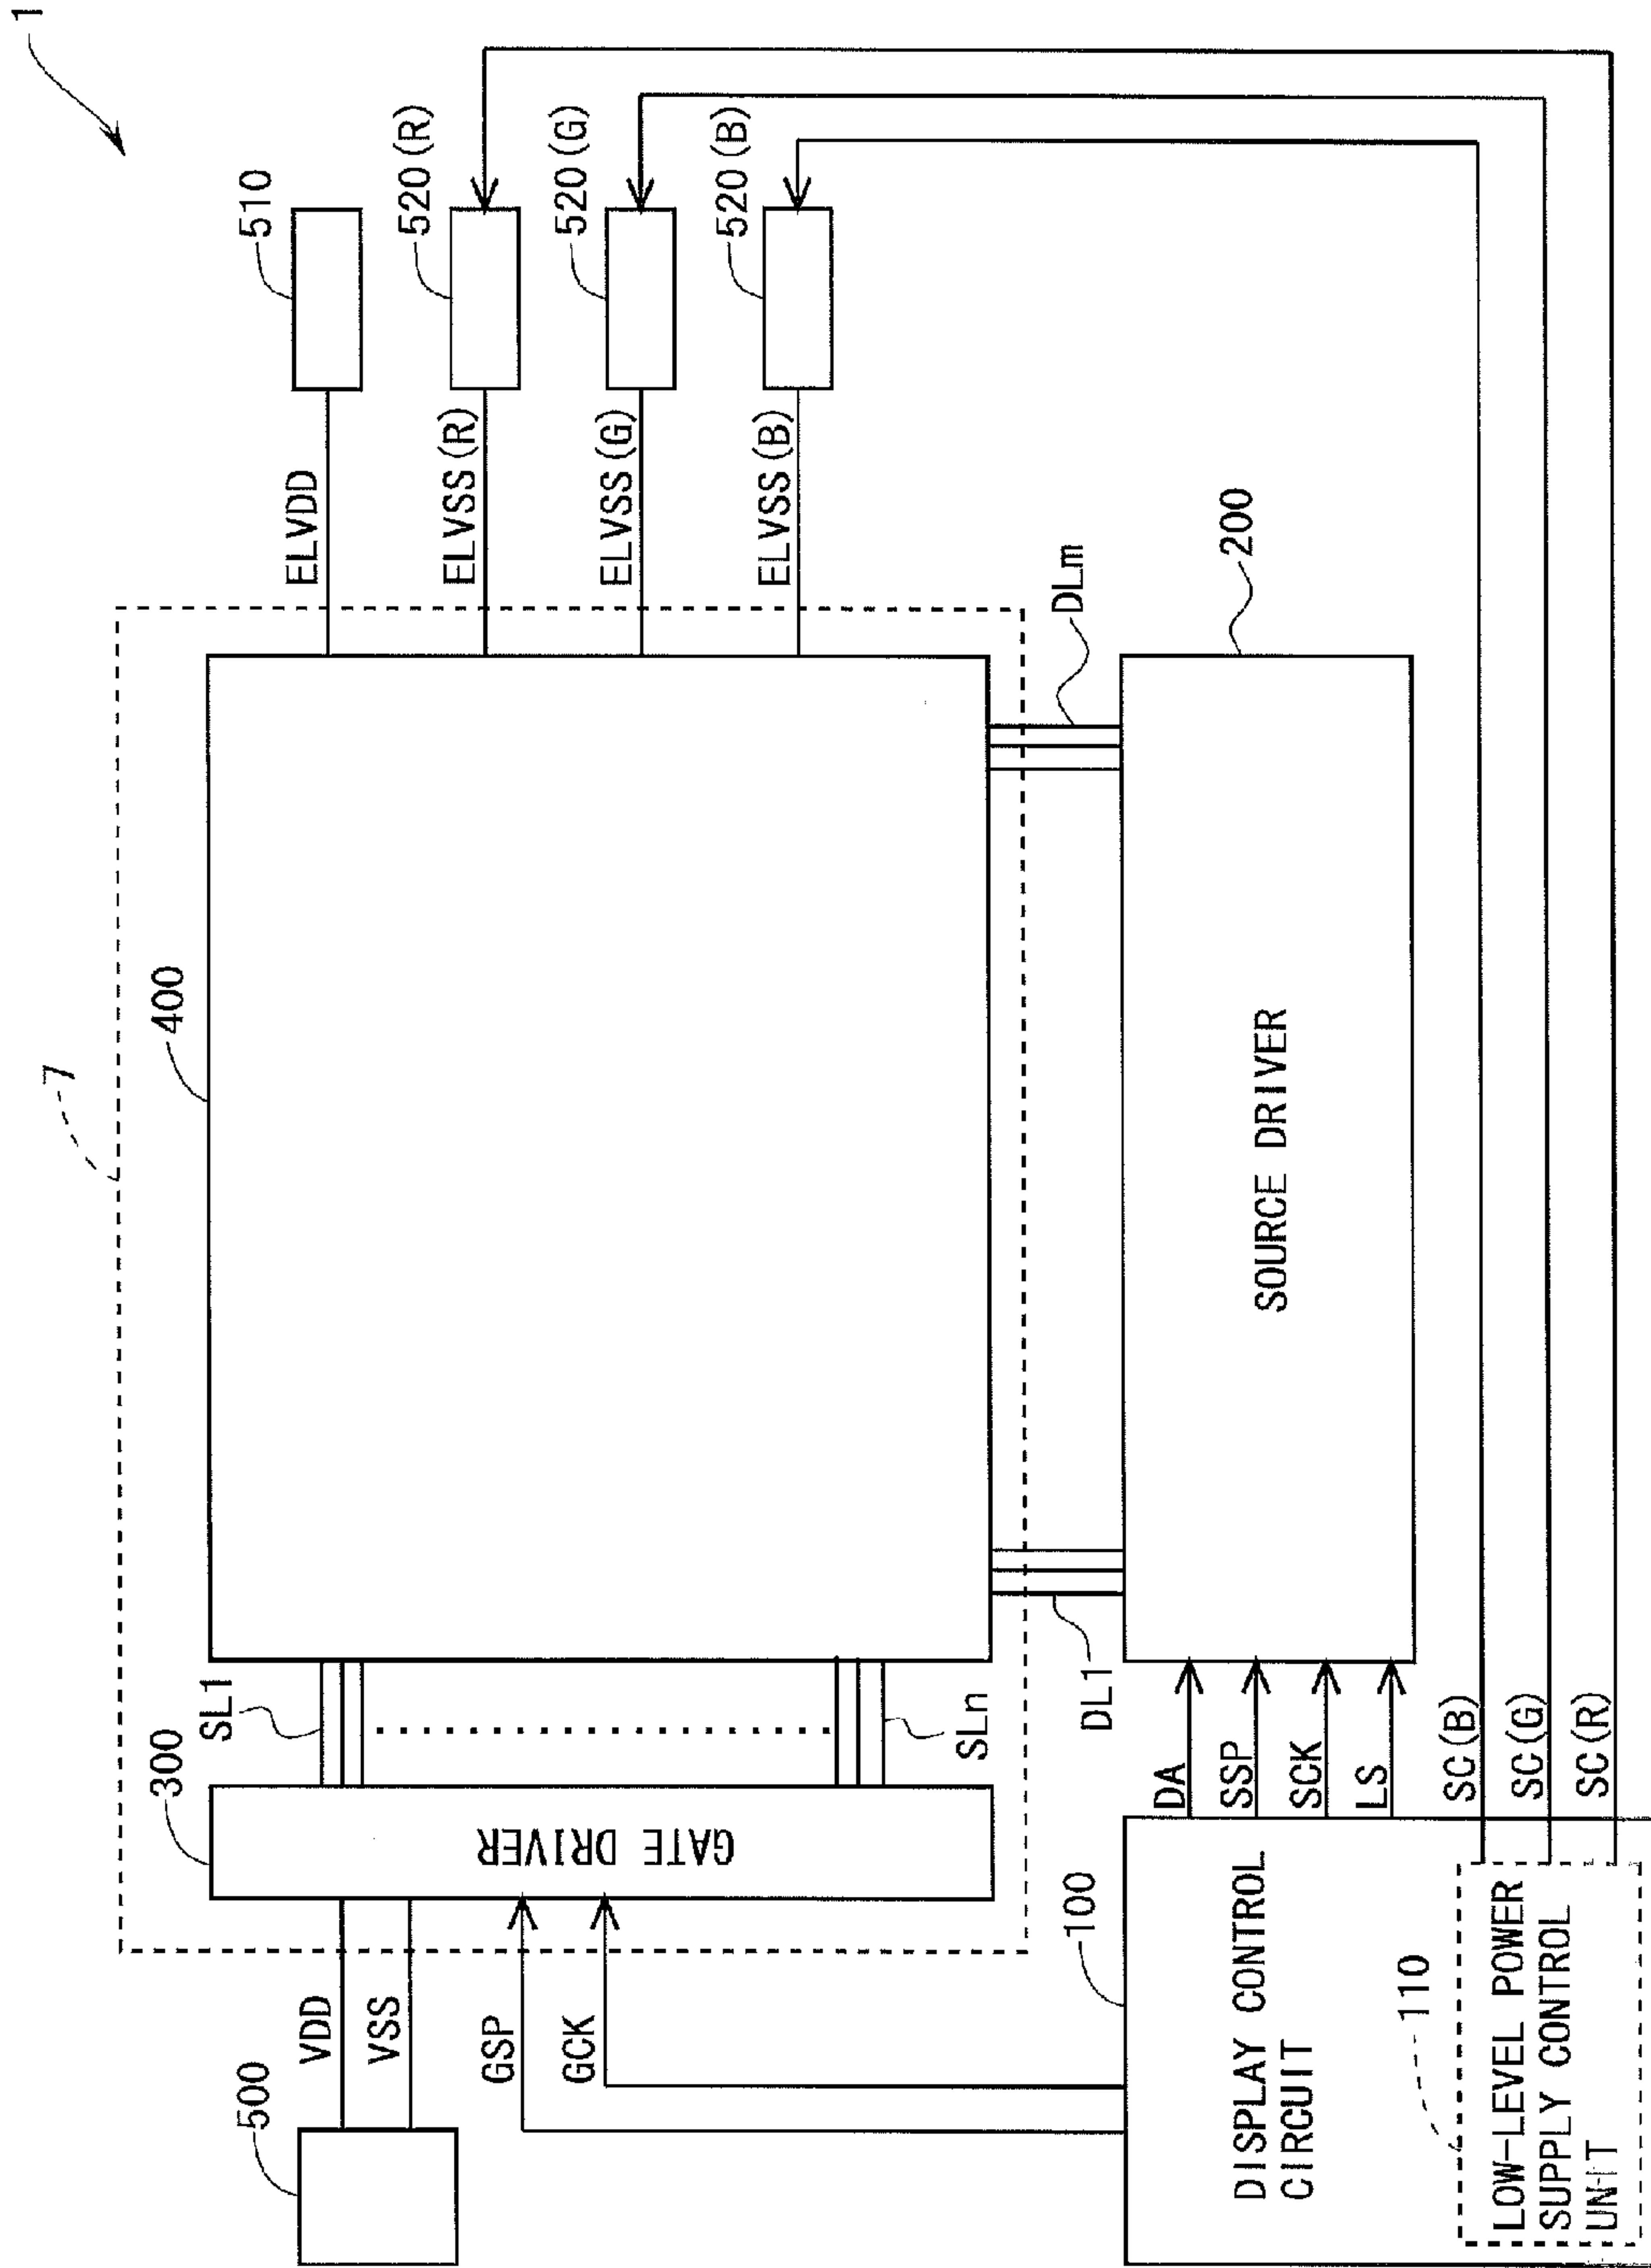 1
7
400
510
520(R)
520(G)
520(B)
ELVDD
ELVSS(R)
ELVSS(G)
ELVSS(B)
500
VDD
VSS
GSP
GCK
300
GATE DRIVER
SL1
SLn
DL1
DLm
200
SOURCE DRIVER
DA
SSP
SCK
LS
SC(B)
SC(G)
SC(R)
100
DISPLAY CONTROL
CIRCUIT
110
LOW-LEVEL POWER
SUPPLY CONTROL
UNIT